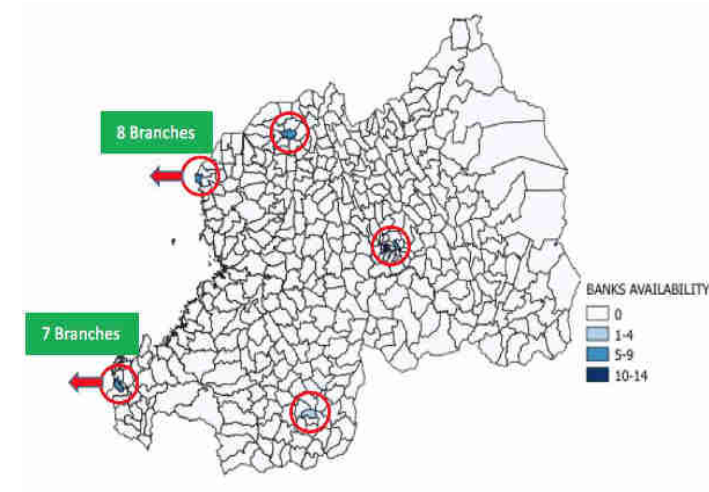 8 Branches
7 Branches
BANKS AVAILABILITY
0
1-4
5-9
10-14